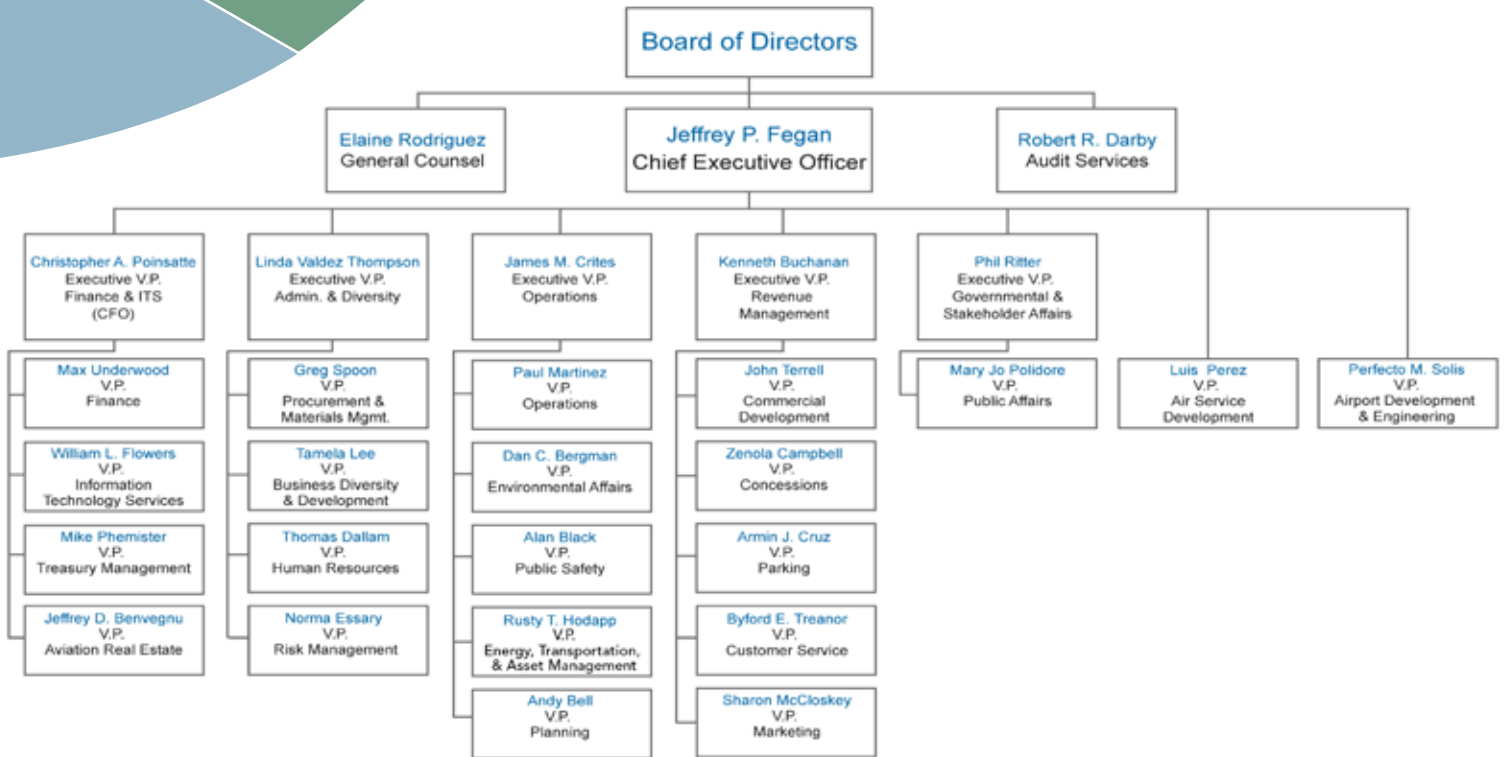 Board of Directors
Elaine Rodriguez
General Counsel
Jeffrey P. Fegan
Chief Executive Officer
Robert R. Darby
Audit Services
Christopher A. Poinsatte
Executive V.P.
Finance & ITS
(CFO)
Linda Valdez Thompson
Executive V.P.
Admin. & Diversity
James M. Crites
Executive V.P.
Operations
Kenneth Buchanan
Executive V.P.
Revenue
Management
Phil Ritter
Executive V.P.
Governmental &
Stakeholder Affairs
Max Underwood
V.P.
Finance
Greg Spoon
V.P.
Procurement &
Materials Mgmt.
Paul Martinez
V.P.
Operations
John Terrell
V.P.
Commercial
Development
Mary Jo Polidore
V.P.
Public Affairs
Luis Perez
V.P.
Air Service
Development
Perfecto M. Solis
V.P.
Airport Development
& Engineering
William L. Flowers
V.P.
Information
Technology Services
Tamela Lee
V.P.
Business Diversity
& Development
Dan C. Bergman
V.P.
Environmental Affairs
Zenola Campbell
V.P.
Concessions
Mike Phemister
V.P.
Treasury Management
Thomas Dallam
V.P.
Human Resources
Alan Black
V.P.
Public Safety
Armin J. Cruz
V.P.
Parking
Jeffrey D. Benvegnu
V.P.
Aviation Real Estate
Norma Essary
V.P.
Risk Management
Rusty T. Hodapp
V.P.
Energy, Transportation,
& Asset Management
Byford E. Treanor
V.P.
Customer Service
Andy Bell
V.P.
Planning
Sharon McCloskey
V.P.
Marketing